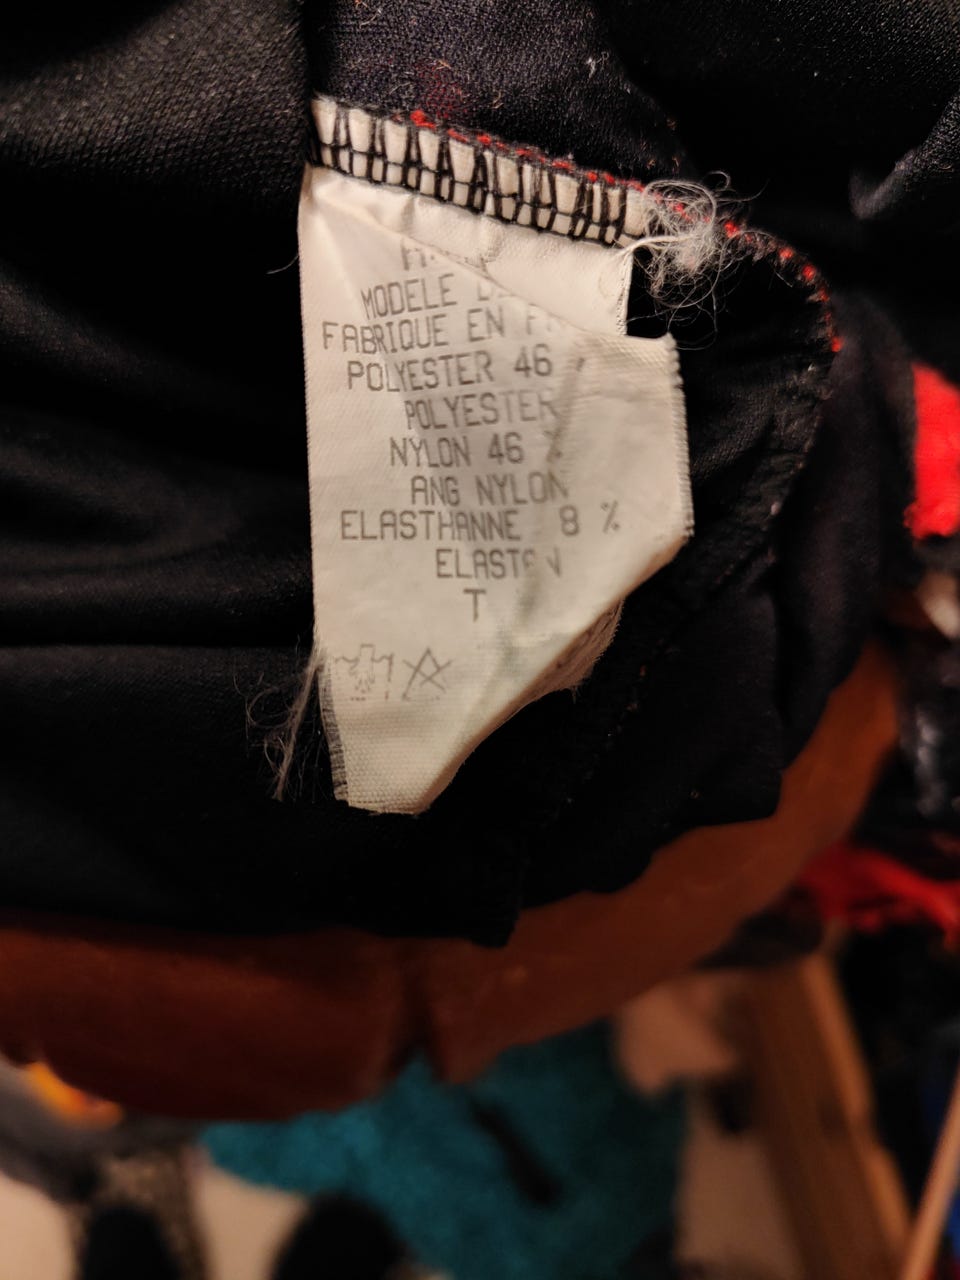 MODELE
FABRIQUE EN
POLYESTER 46
POLYESTER
NYLON 46 %
ANG NYLON
ELASTHANNE 8 %
T